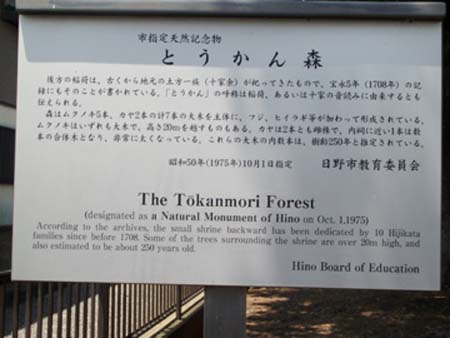 市指定天然記念物
とうかん森
後方の稲荷は、古くから地元の土方一族(十家余)が祀ってきたもので、宝永5年(1708年)の記
録にもそのことが書かれている。「とうかん」の呼称は稲荷、あるいは十家の音読みに由来するとも
伝えられる。
森はムクノキ5本、カヤ2本の計7本の大木を主体に、フジ、ヒイラギ等が加わって形成されている。
ムクノキはいずれも大木で、高さ20mを越すものもある。カヤは2本とも雌株で、内祠に近い1本は数
本の合体木となり、非常に太くなっている。これらの大木の内数本は、樹齢250年と推定されている。
昭和50年(1975年)10月1日指定 日野市教育委員会
The Tōkanmori Forest
(designated as a Natural Monument of Hino on Oct. 1,1975)
According to the archives, the small shrine backward has been dedicated by 10 Hijikata
families since before 1708. Some of the trees surrounding the shrine are over 20m high, and
also estimated to be about 250 years old.
Hino Board of Education